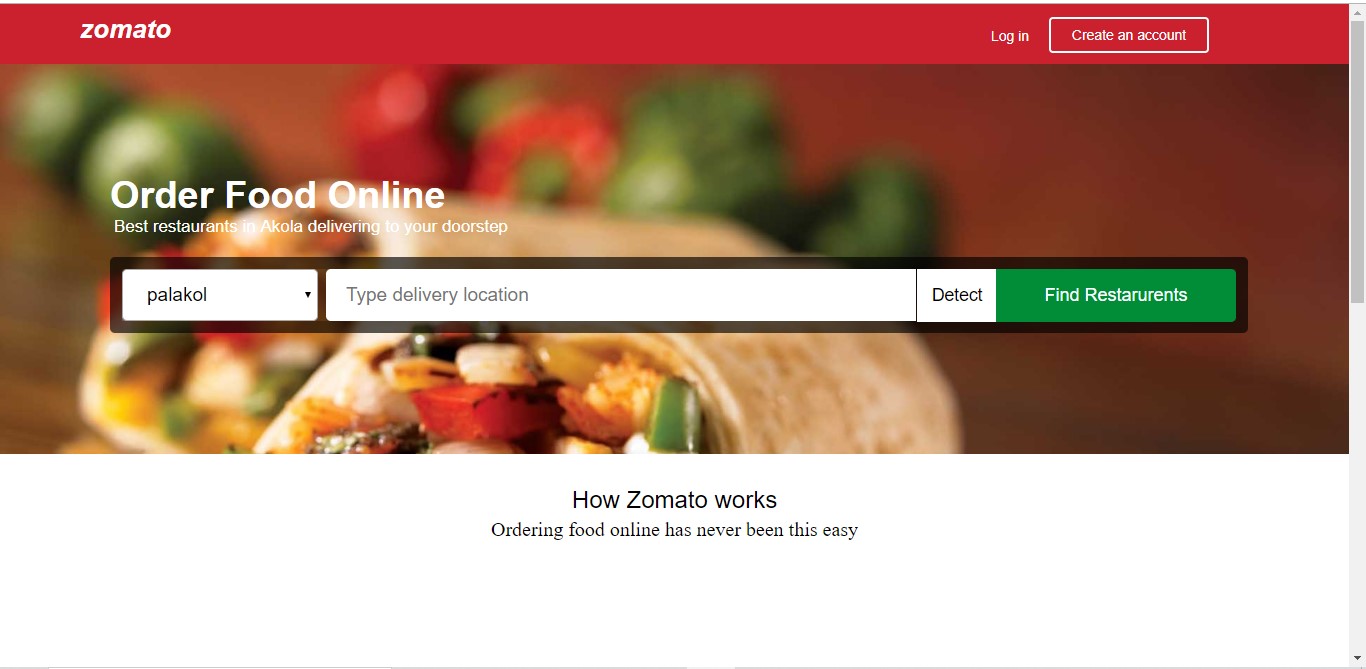 zomato
Log in
Create an account
Order Food Online
Best restaurants in Akola delivering to your doorstep
palakol
Type delivery location
Detect
Find Restarurents
How Zomato works
Ordering food online has never been this easy